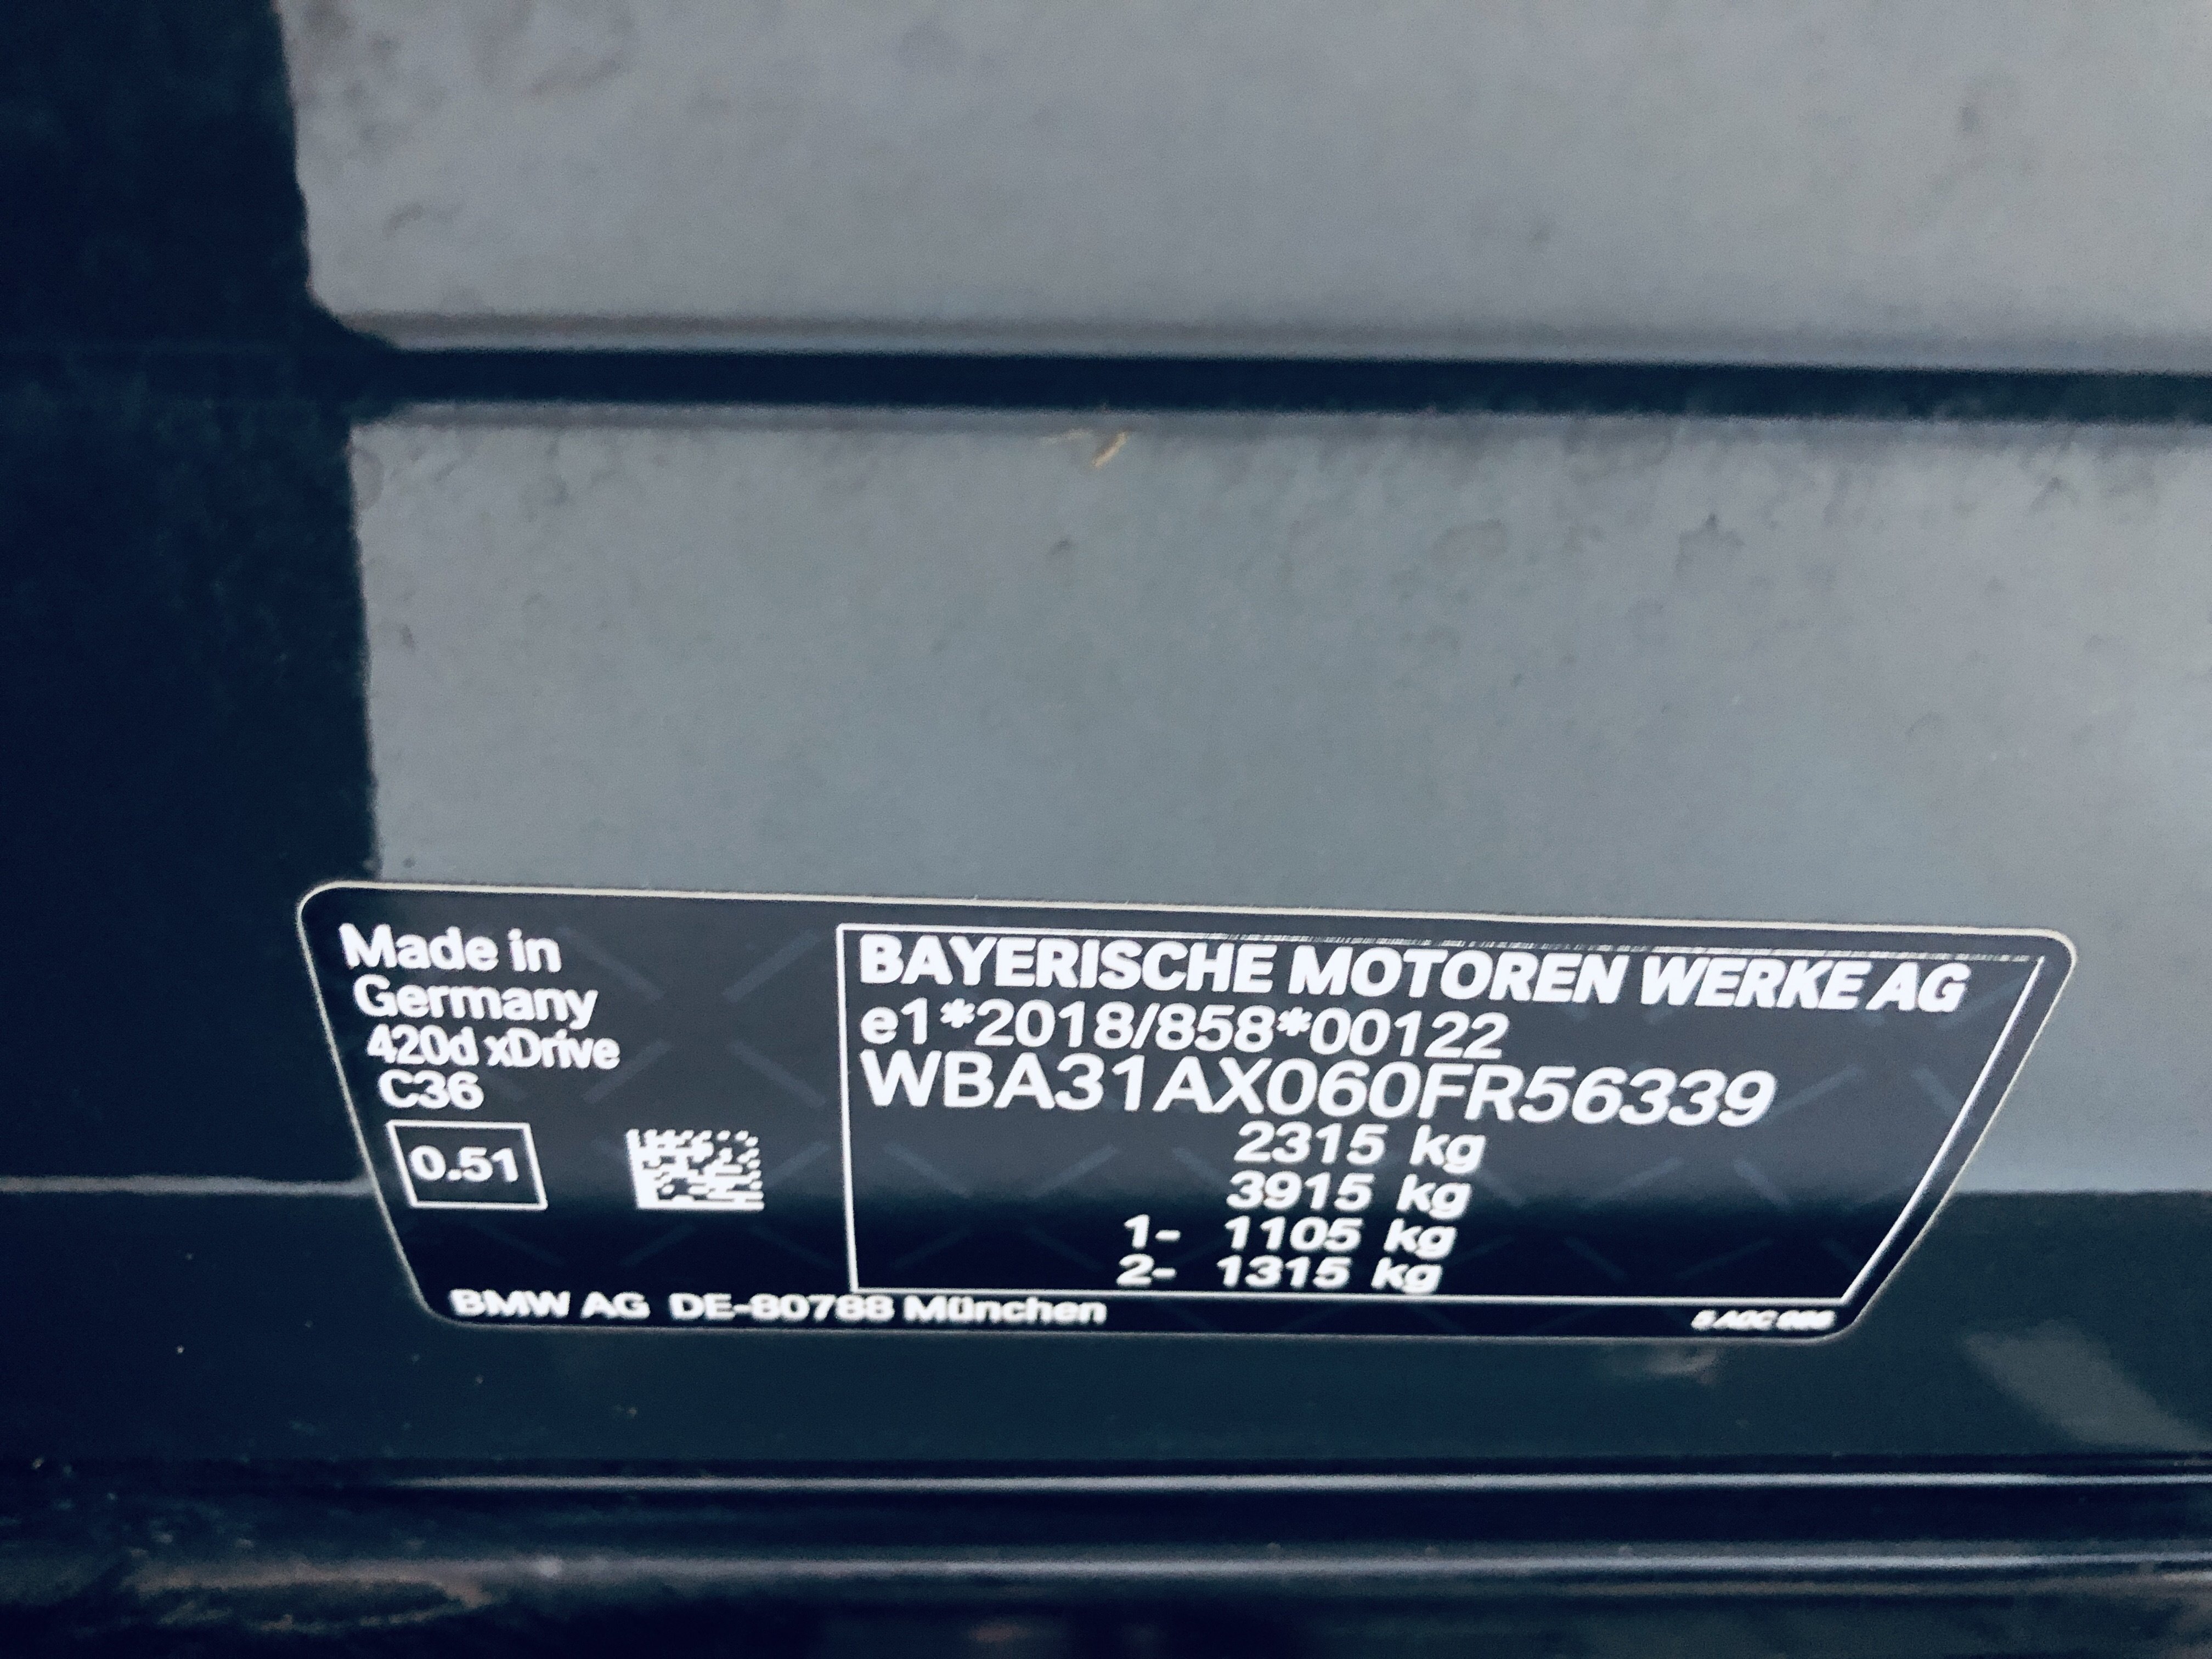 Made in
Germany
420d xDrive
C36
0.51
BAYERISCHE MOTOREN WERKE AG
e1*2018/858*00122
WBA31AX060FR56339
2315 kg
3915 kg
1- 1105 kg
2- 1315 kg
BMW AG DE-80788 München